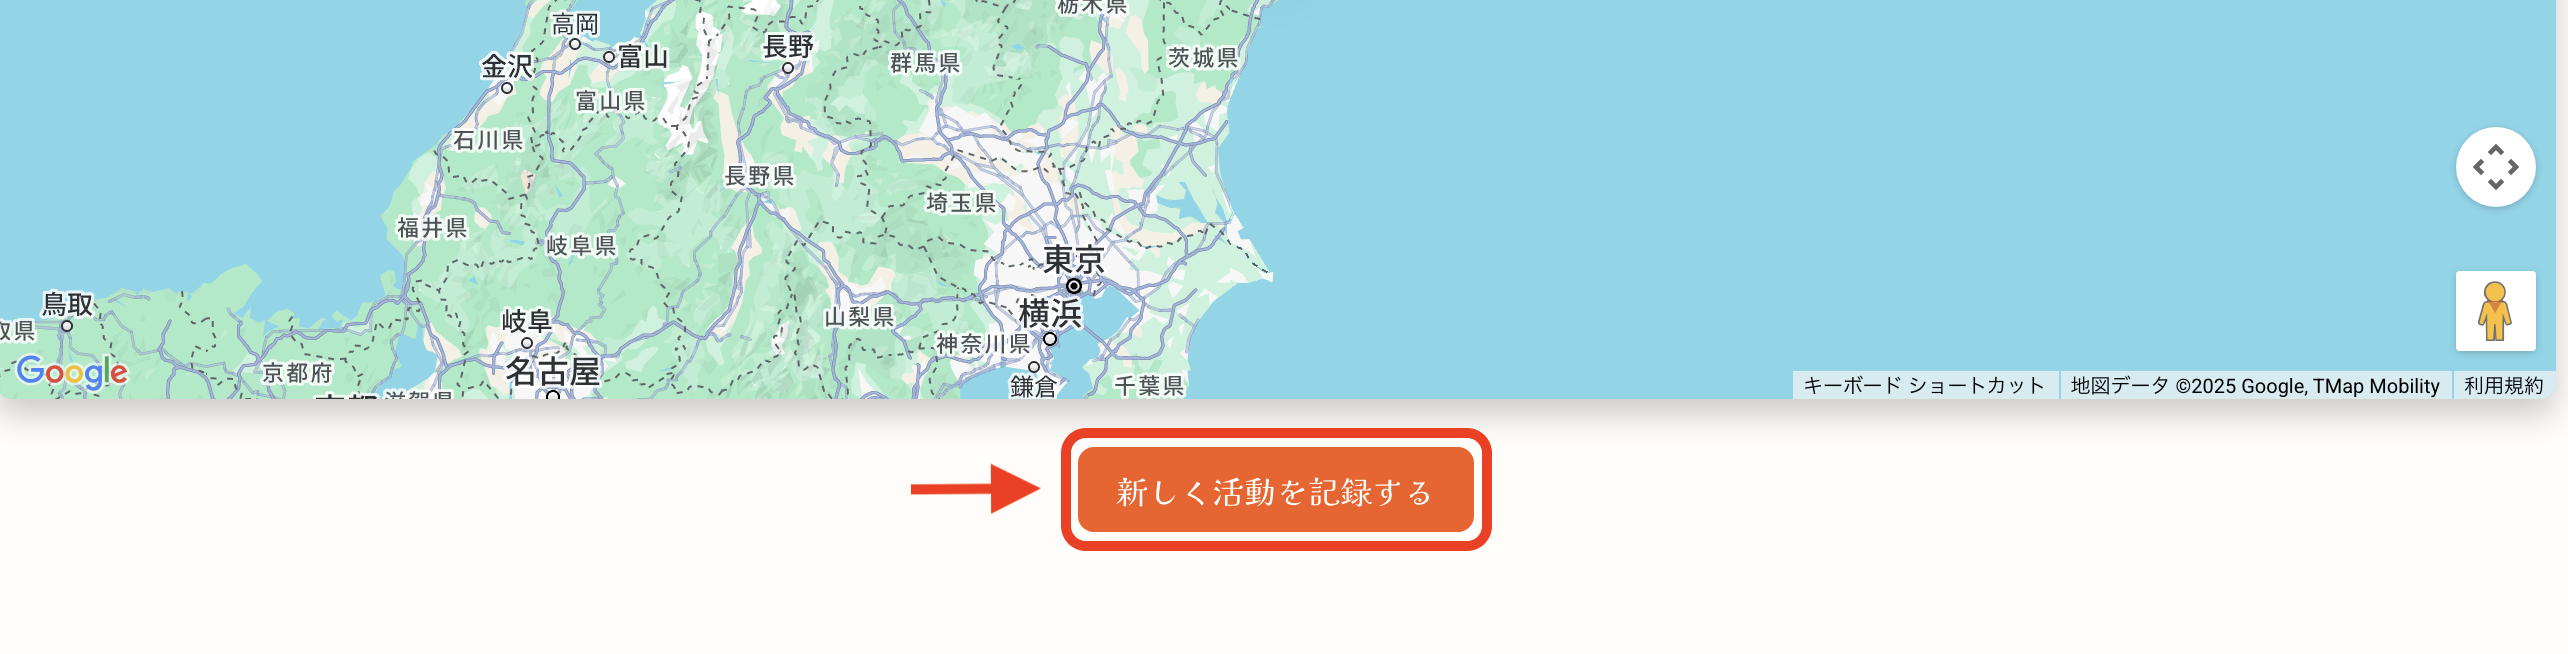 栃木県
高岡
長野
富山
茨城県
群馬県
金沢
富山県
石川県
長野県
埼玉県
福井県
岐阜県
東京
鳥取
横浜
山梨県
岐阜
取県
神奈川県
名古屋
Google
京都府
鎌倉
千葉県
キーボード ショートカット
地図データ ©2025 Google, TMap Mobility
利用規約
京都
滋賀県
新しく活動を記録する